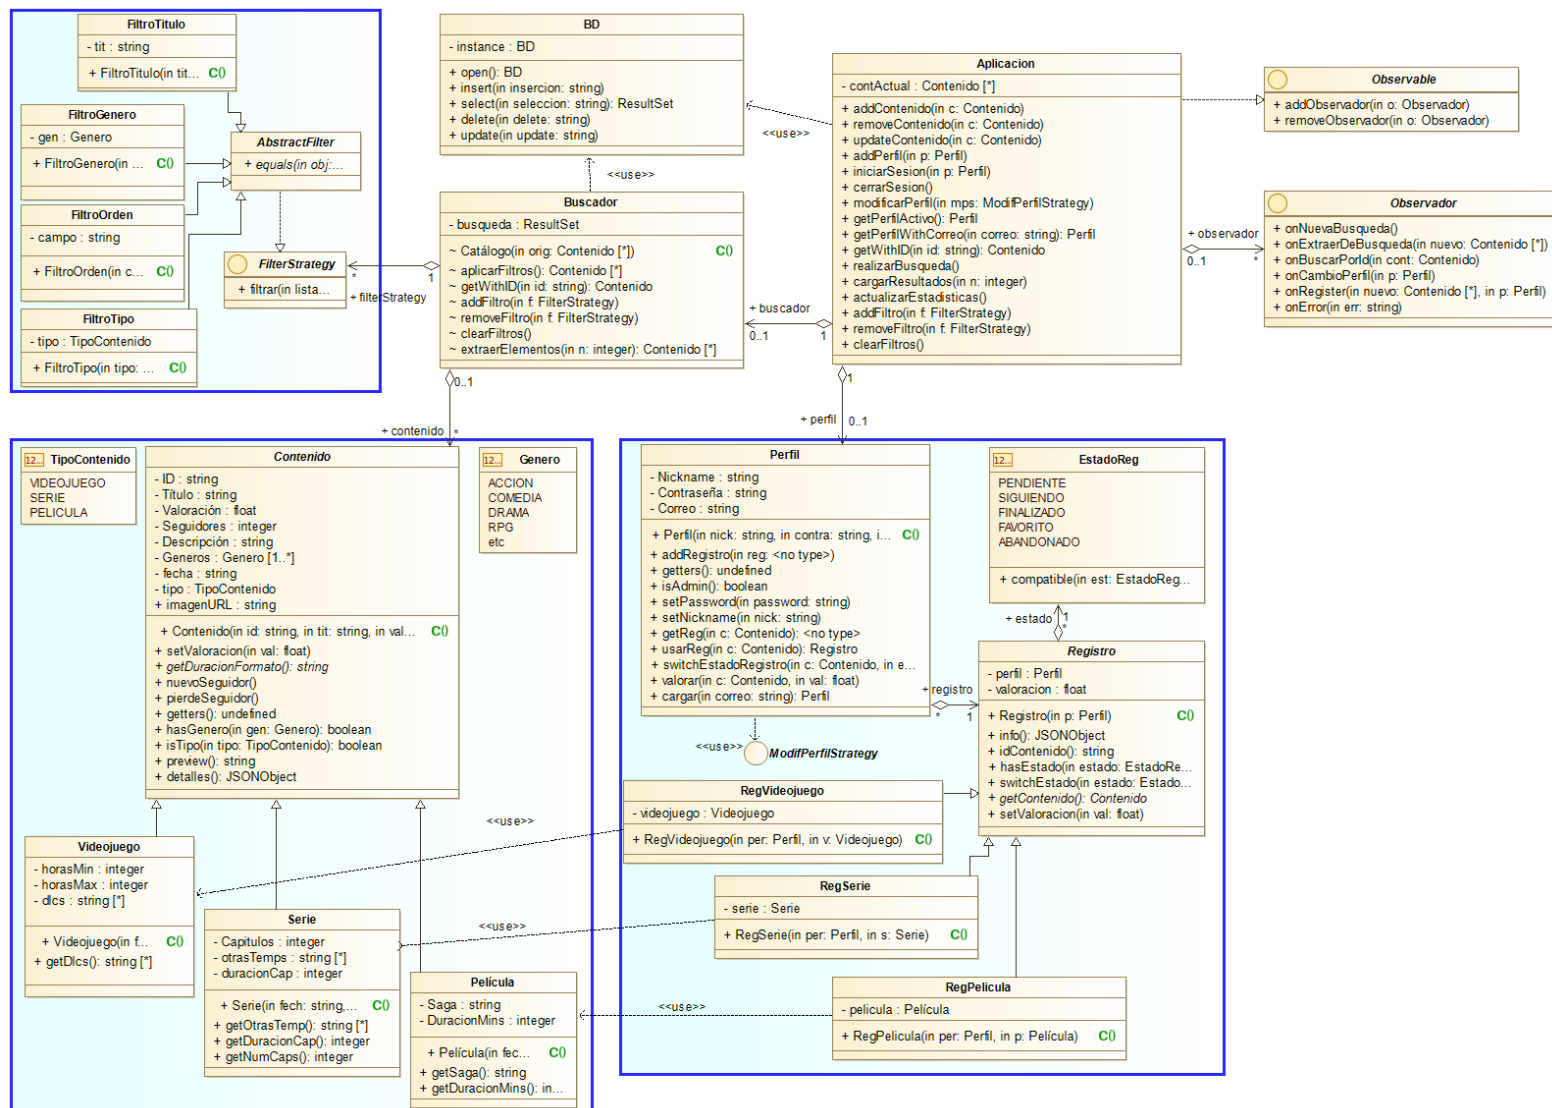 FiltroTitulo
- tit : string
+ FiltroTitulo(in tit... C()
FiltroGenero
- gen : Genero
+ FiltroGenero(in ... C()
FiltroOrden
- campo : string
+ FiltroOrden(in c... C()
FiltroTipo
- tipo : TipoContenido
+ FiltroTipo(in tipo: ... C()
AbstractFilter
+ equals(in obj:...
FilterStrategy
+ filtrar(in lista...
BD
- instance : BD
+ open(): BD
+ insert(in insercion: string)
+ select(in seleccion: string): ResultSet
+ delete(in delete: string)
+ update(in update: string)
<<use>>
Buscador
- busqueda : ResultSet
~ Catálogo(in orig: Contenido [*]) C()
~ aplicarFiltros(): Contenido [*]
~ getWithID(in id: string): Contenido
~ addFiltro(in f: FilterStrategy)
~ removeFiltro(in f: FilterStrategy)
~ clearFiltros()
~ extraerElementos(in n: integer): Contenido [*]
*
1
+ filterStrategy
<<use>>
+ buscador
0..1
1
Aplicacion
- contActual : Contenido [*]
+ addContenido(in c: Contenido)
+ removeContenido(in c: Contenido)
+ updateContenido(in c: Contenido)
+ addPerfil(in p: Perfil)
+ iniciarSesion(in p: Perfil)
+ cerrarSesion()
+ modificarPerfil(in mps: ModifPerfilStrategy)
+ getPerfilActivo(): Perfil
+ getPerfilWithCorreo(in correo: string): Perfil
+ getWithID(in id: string): Contenido
+ realizarBusqueda()
+ cargarResultados(in n: integer)
+ actualizarEstadisticas()
+ addFiltro(in f: FilterStrategy)
+ removeFiltro(in f: FilterStrategy)
+ clearFiltros()
Observable
+ addObservador(in o: Observador)
+ removeObservador(in o: Observador)
+ observador
0..1
*
Observador
+ onNuevaBusqueda()
+ onExtraerDeBusqueda(in nuevo: Contenido [*])
+ onBuscarPorId(in cont: Contenido)
+ onCambioPerfil(in p: Perfil)
+ onRegister(in nuevo: Contenido [*], in p: Perfil)
+ onError(in err: string)
0..1
+ contenido
*
1
+ perfil
0..1
12... TipoContenido
VIDEOJUEGO
SERIE
PELICULA
Contenido
- ID : string
- Título : string
- Valoración : float
- Seguidores : integer
- Descripción : string
- Generos : Genero [1..*]
- fecha : string
- tipo : TipoContenido
+ imagenURL : string
+ Contenido(in id: string, in tit: string, in val... C()
+ setValoracion(in val: float)
+ getDuracionFormato(): string
+ nuevoSeguidor()
+ pierdeSeguidor()
+ getters(): undefined
+ hasGenero(in gen: Genero): boolean
+ isTipo(in tipo: TipoContenido): boolean
+ preview(): string
+ detalles(): JSONObject
12... Genero
ACCION
COMEDIA
DRAMA
RPG
etc
Perfil
- Nickname : string
- Contraseña : string
- Correo : string
+ Perfil(in nick: string, in contra: string, i... C()
+ addRegistro(in reg: <no type>)
+ getters(): undefined
+ isAdmin(): boolean
+ setPassword(in password: string)
+ setNickname(in nick: string)
+ getReg(in c: Contenido): <no type>
+ usarReg(in c: Contenido): Registro
+ switchEstadoRegistro(in c: Contenido, in e...
+ valorar(in c: Contenido, in val: float)
+ cargar(in correo: string): Perfil
12... EstadoReg
PENDIENTE
SIGUIENDO
FINALIZADO
FAVORITO
ABANDONADO
+ compatible(in est: EstadoReg...
+ estado
1
*
+ registro
*
1
Registro
- perfil : Perfil
- valoracion : float
+ Registro(in p: Perfil) C()
+ info(): JSONObject
+ idContenido(): string
+ hasEstado(in estado: EstadoRe...
+ switchEstado(in estado: Estado...
+ getContenido(): Contenido
+ setValoracion(in val: float)
<<use>>
ModifPerfilStrategy
RegVideojuego
- videojuego : Videojuego
+ RegVideojuego(in per: Perfil, in v: Videojuego) C()
<<use>>
Videojuego
- horasMin : integer
- horasMax : integer
- dlcs : string [*]
+ Videojuego(in f... C()
+ getDlcs(): string [*]
RegSerie
- serie : Serie
+ RegSerie(in per: Perfil, in s: Serie) C()
<<use>>
Serie
- Capitulos : integer
- otrasTemps : string [*]
- duracionCap : integer
+ Serie(in fech: string,... C()
+ getOtrasTemp(): string [*]
+ getDuracionCap(): integer
+ getNumCaps(): integer
Película
- Saga : string
- DuracionMins : integer
+ Película(in fec... C()
+ getSaga(): string
+ getDuracionMins(): in...
<<use>>
RegPelicula
- pelicula : Película
+ RegPelicula(in per: Perfil, in p: Película) C()